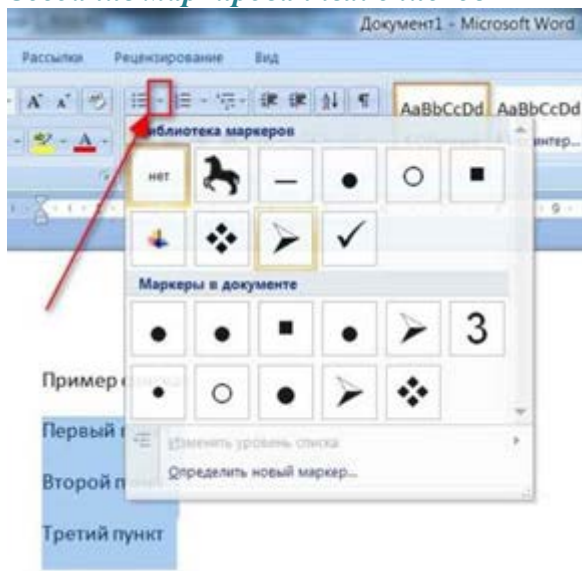 Документ1 - Microsoft Word
Рассылки Рецензирование Вид
AaBbCcDd AaBbCcDd
Библиотека маркеров
нет
Маркеры в документе
3
Пример
Первый
Изменить уровень списка
Определить новый маркер...
Второй
Третий пункт